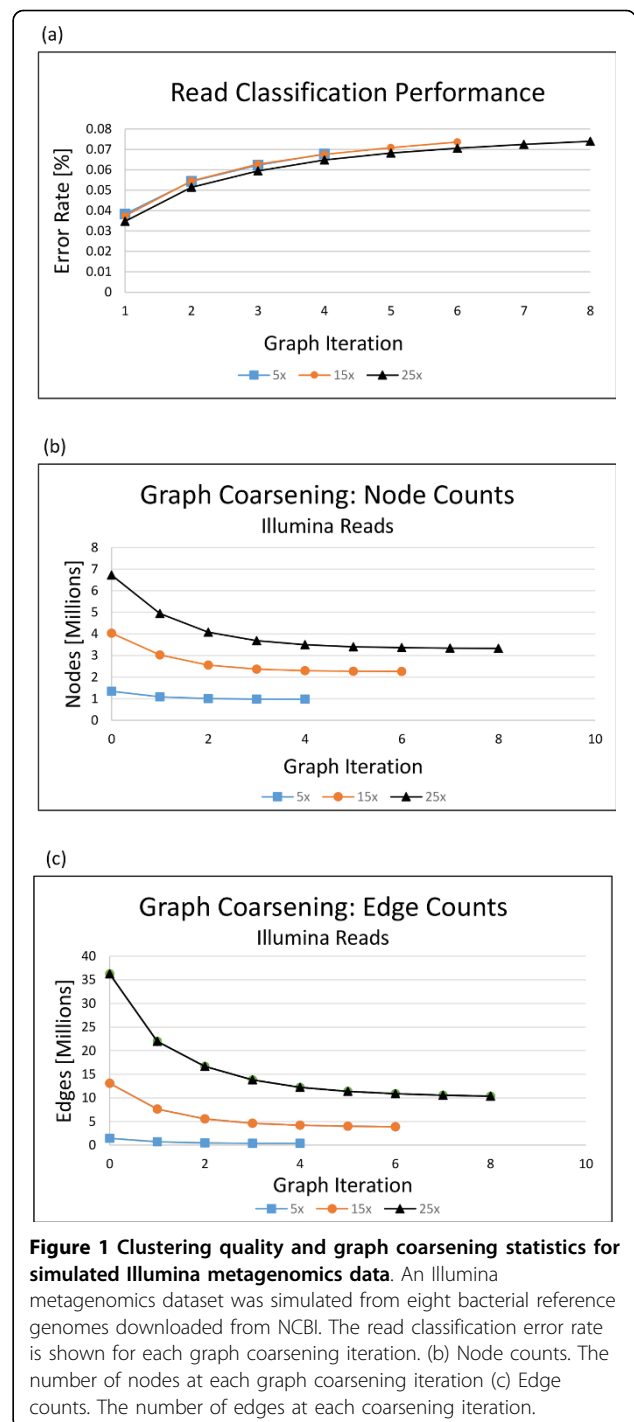 (a)
Read Classification Performance
Error Rate [%]
0.08
0.07
0.06
0.05
0.04
0.03
0.02
0.01
0
1 2 3 4 5 6 7 8
Graph Iteration
5x 15x 25x
(b)
Graph Coarsening: Node Counts
Illumina Reads
Nodes [Millions]
8
7
6
5
4
3
2
1
0
0 2 4 6 8 10
Graph Iteration
5x 15x 25x
(c)
Graph Coarsening: Edge Counts
Illumina Reads
Edges [Millions]
40
35
30
25
20
15
10
5
0
0 2 4 6 8 10
Graph Iteration
5x 15x 25x
Figure 1 Clustering quality and graph coarsening statistics for
simulated Illumina metagenomics data. An Illumina
metagenomics dataset was simulated from eight bacterial reference
genomes downloaded from NCBI. The read classification error rate
is shown for each graph coarsening iteration. (b) Node counts. The
number of nodes at each graph coarsening iteration (c) Edge
counts. The number of edges at each coarsening iteration.